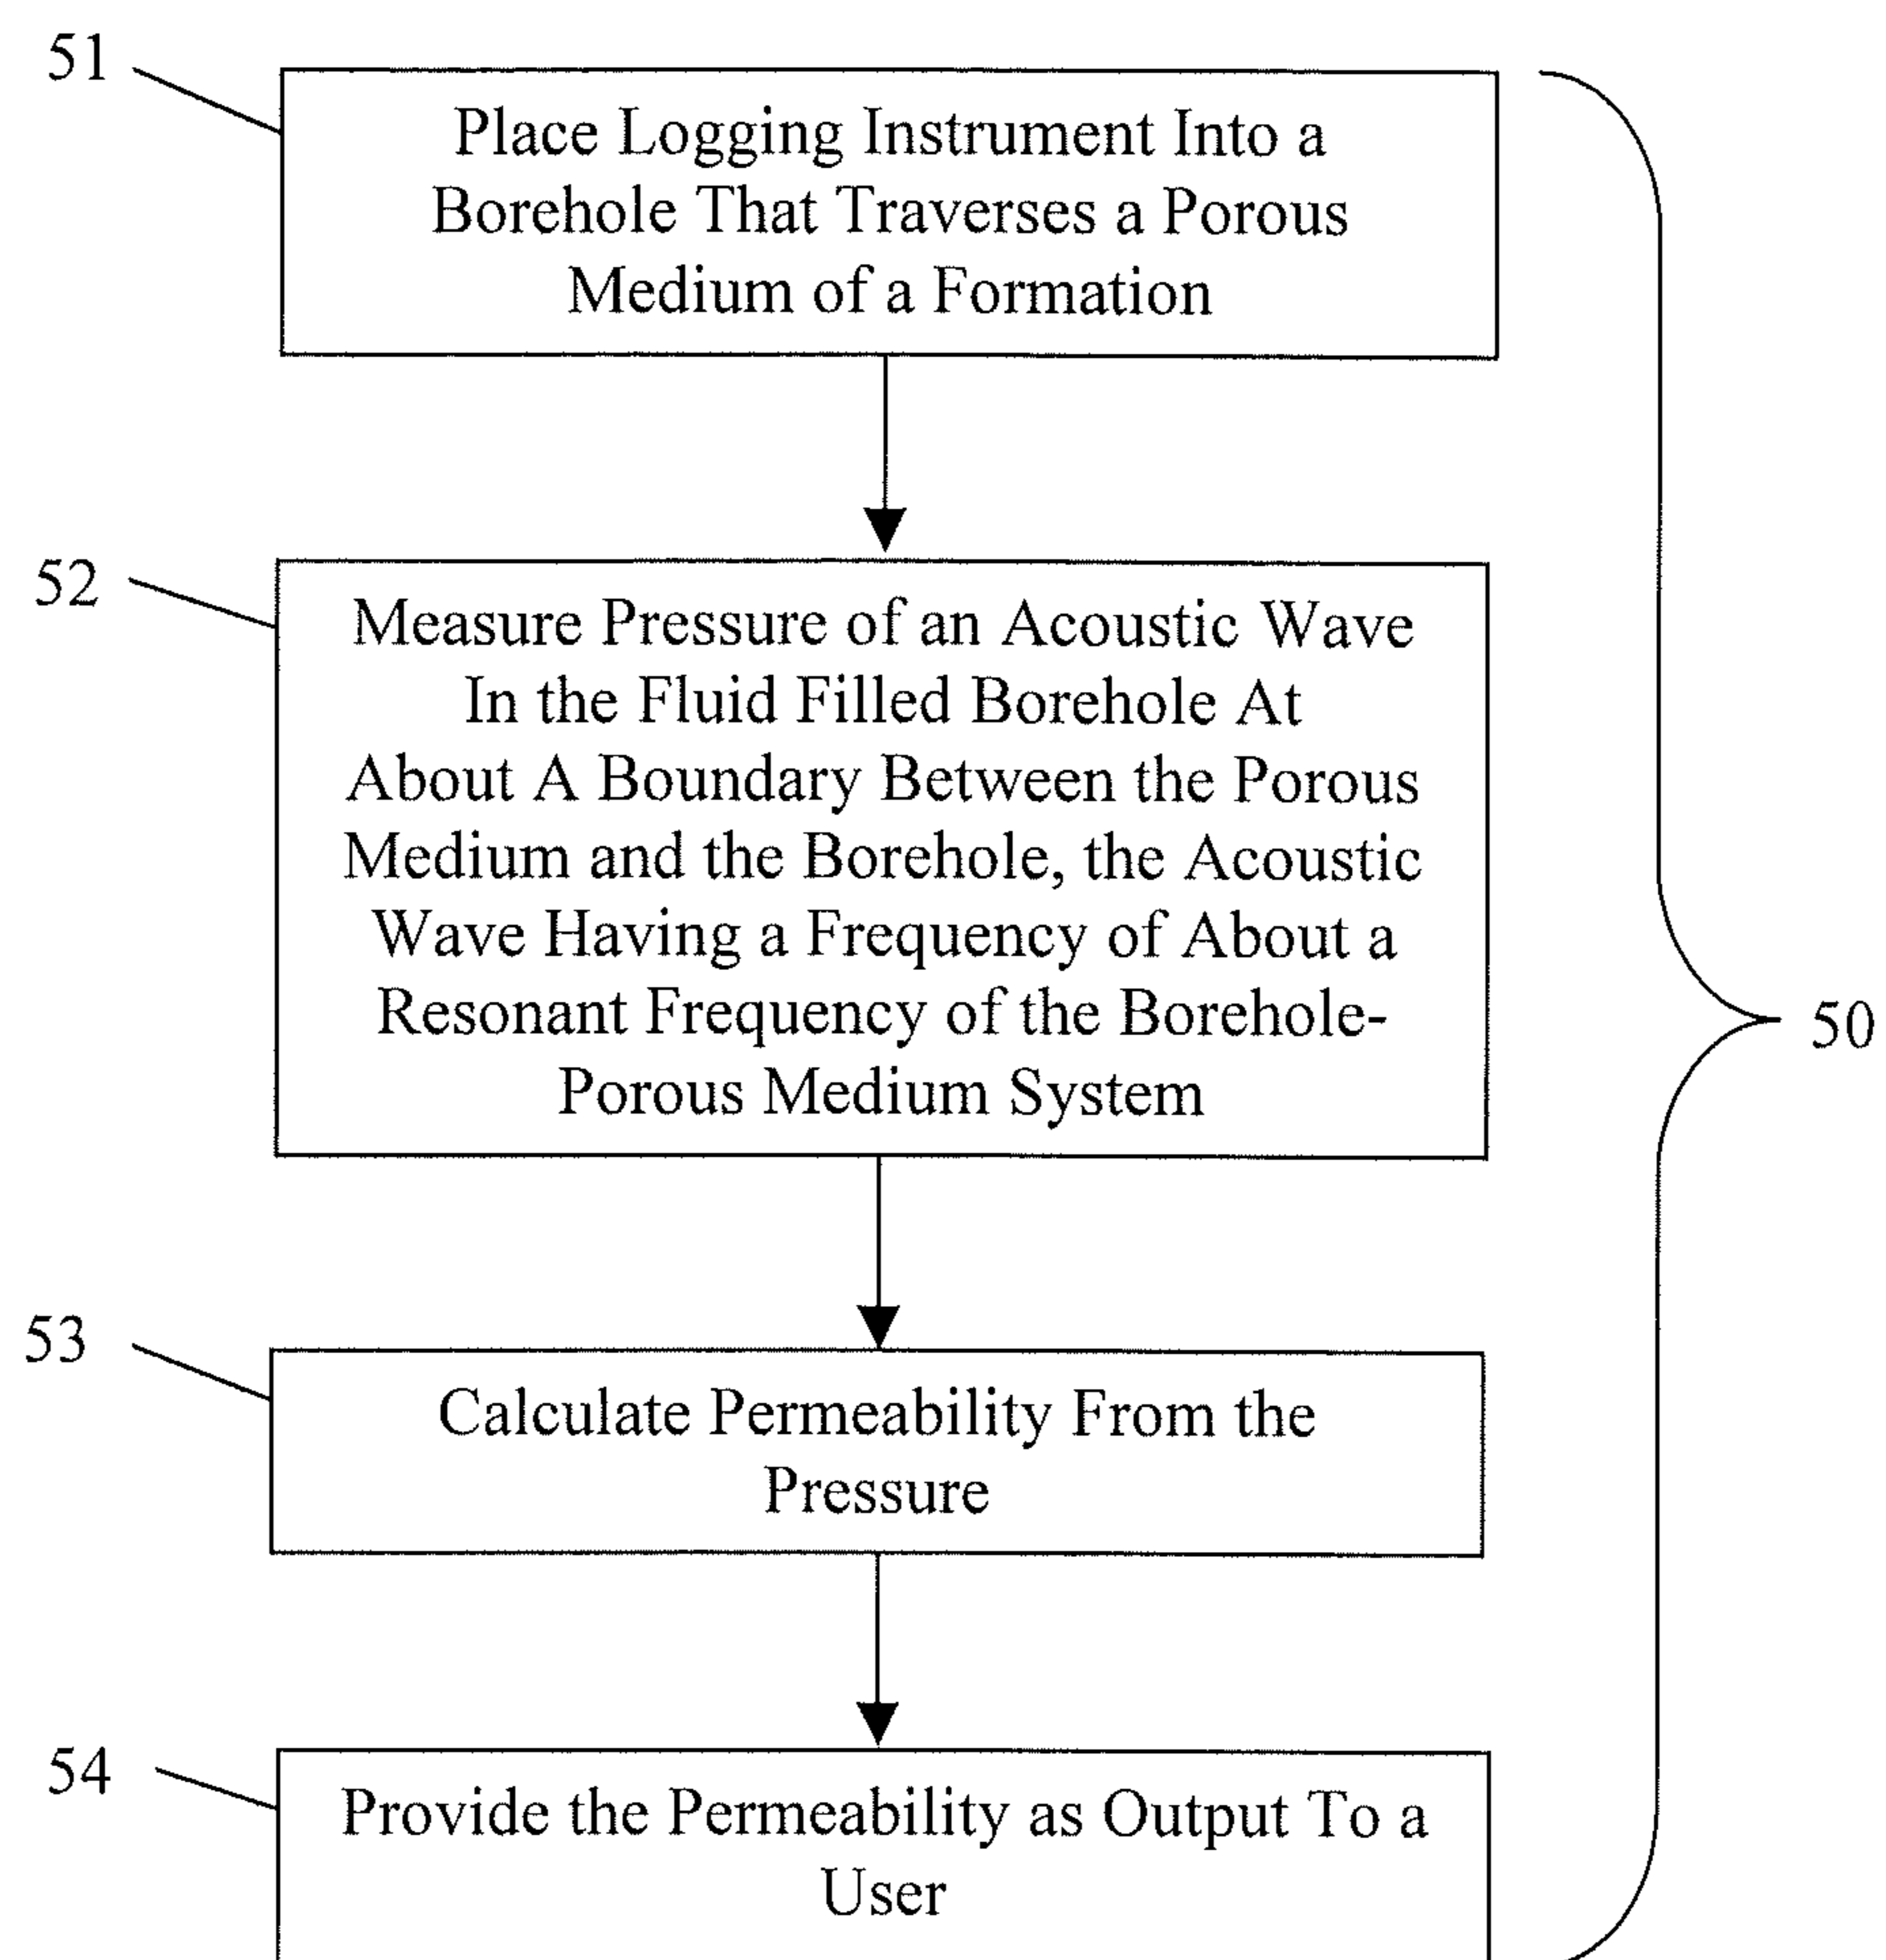 51
Place Logging Instrument Into a
Borehole That Traverses a Porous
Medium of a Formation
52
Measure Pressure of an Acoustic Wave
In the Fluid Filled Borehole At
About A Boundary Between the Porous
Medium and the Borehole, the Acoustic
Wave Having a Frequency of About a
Resonant Frequency of the Borehole-
Porous Medium System
50
53
Calculate Permeability From the
Pressure
54
Provide the Permeability as Output To a
User